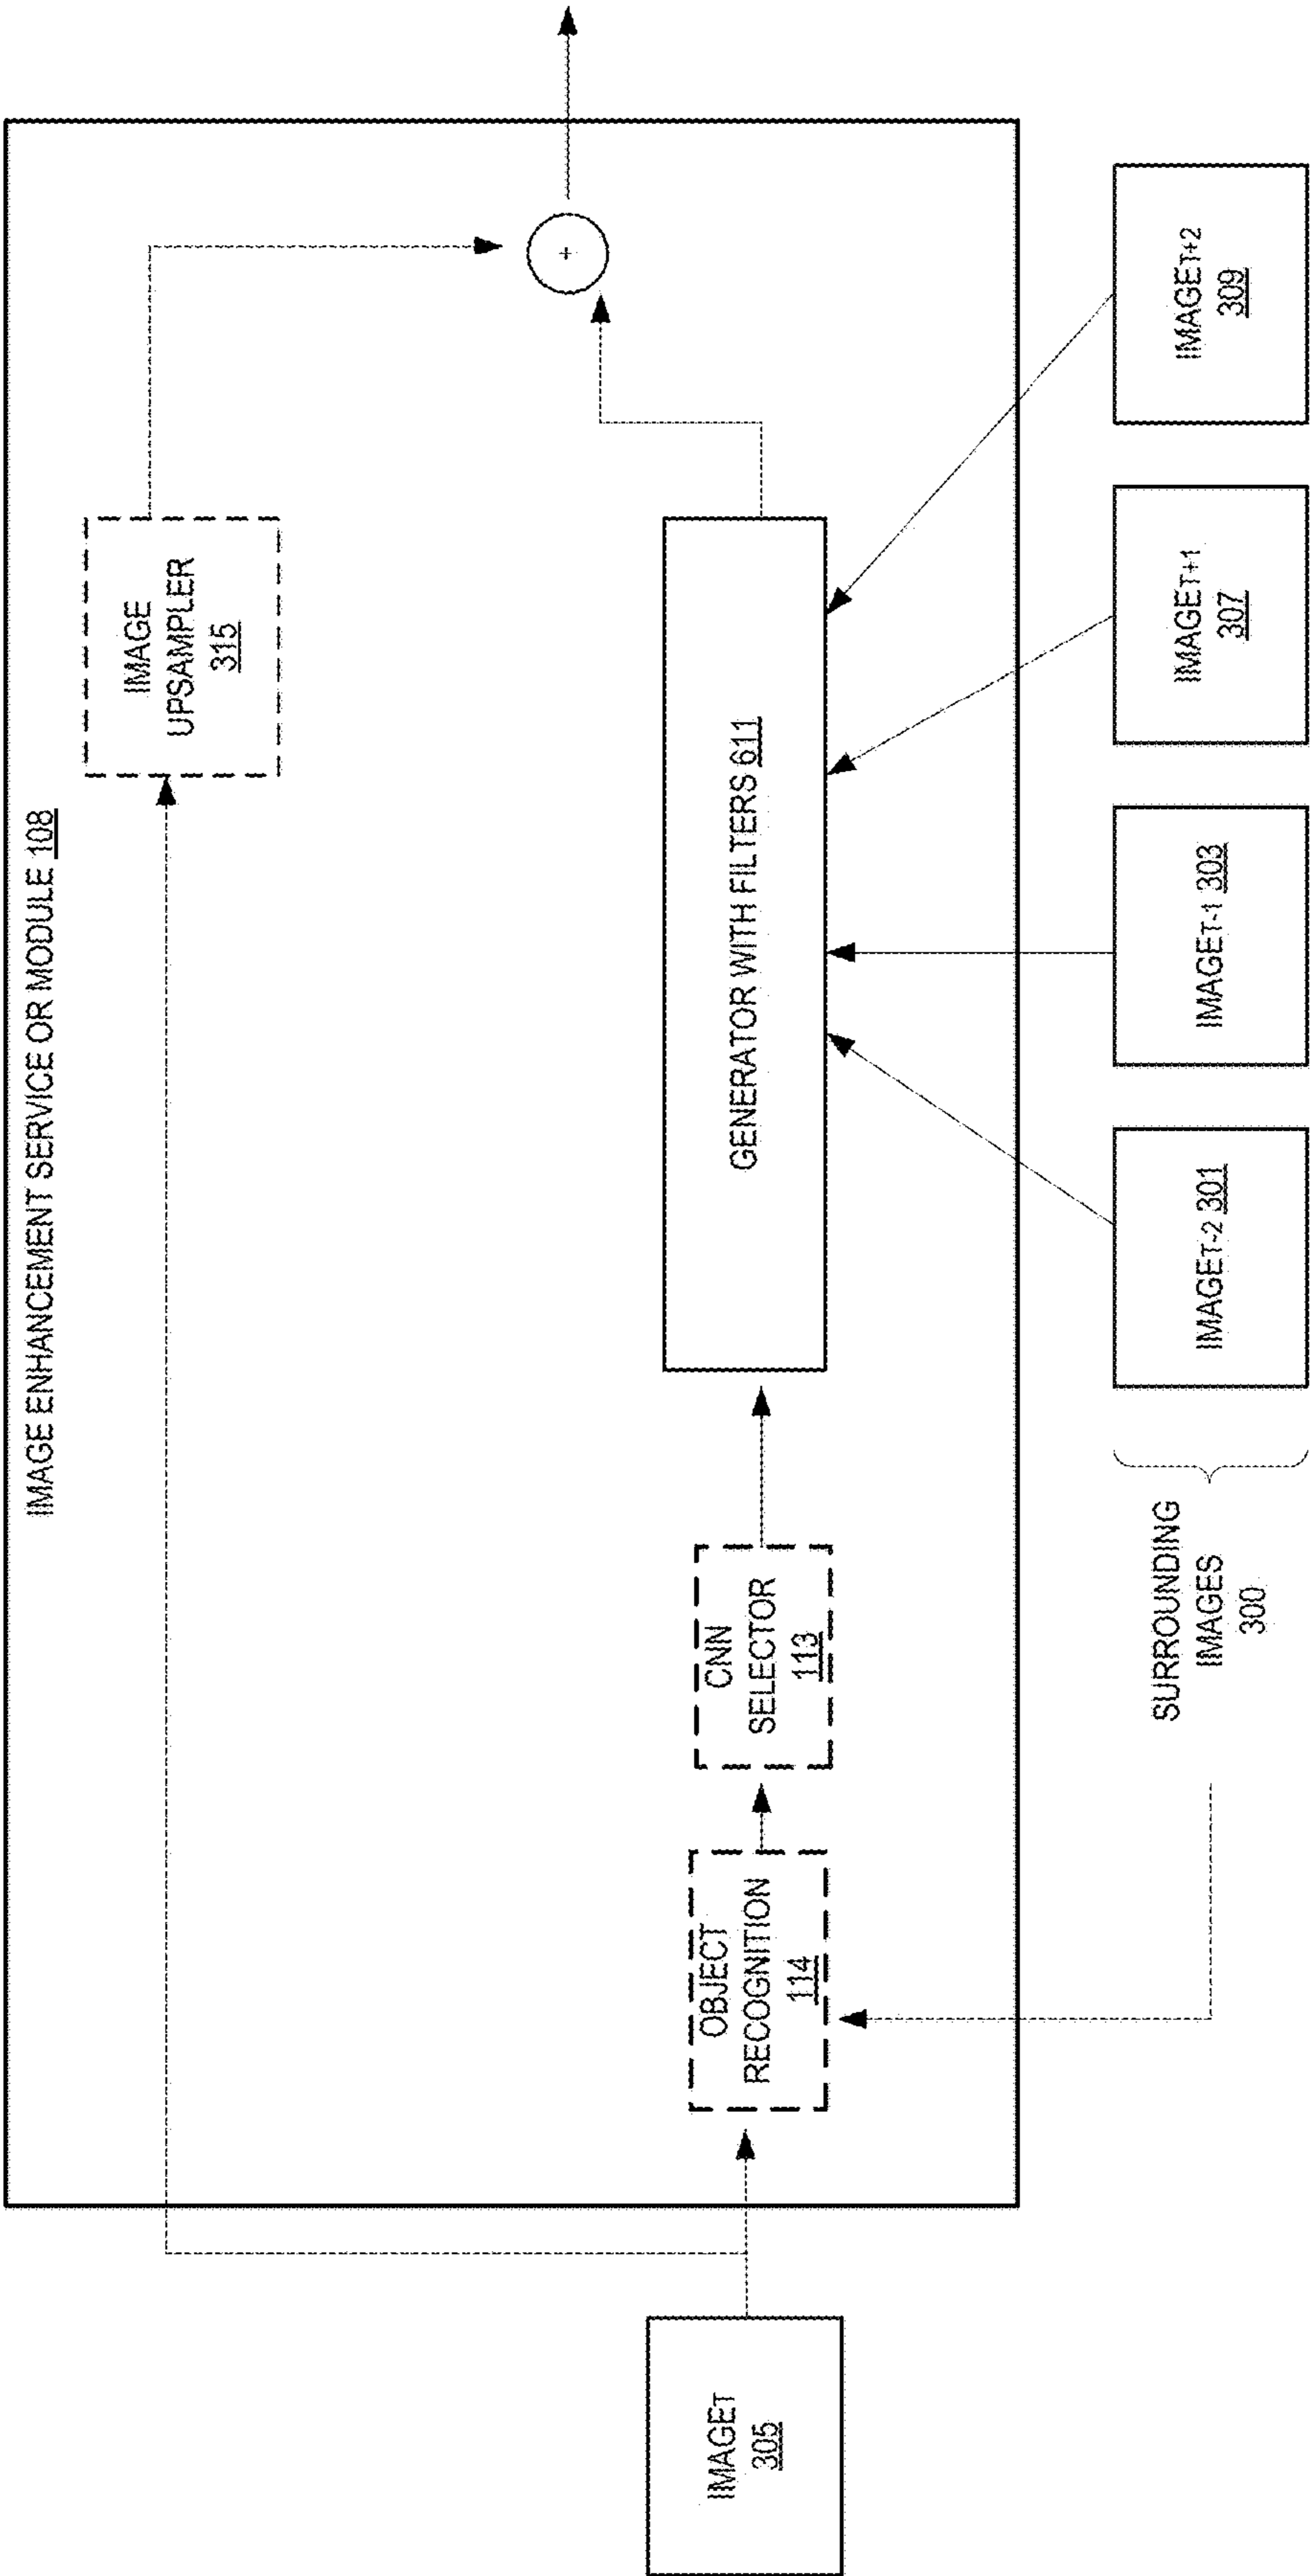 IMAGE ENHANCEMENT SERVICE OR MODULE 108
IMAGE
UPSAMPLER
315
+
IMAGET
305
OBJECT
RECOGNITION
114
CNN
SELECTOR
113
GENERATOR WITH FILTERS 611
SURROUNDING
IMAGES
300
IMAGET-2 301
IMAGET-1 303
IMAGET+1
307
IMAGET+2
309